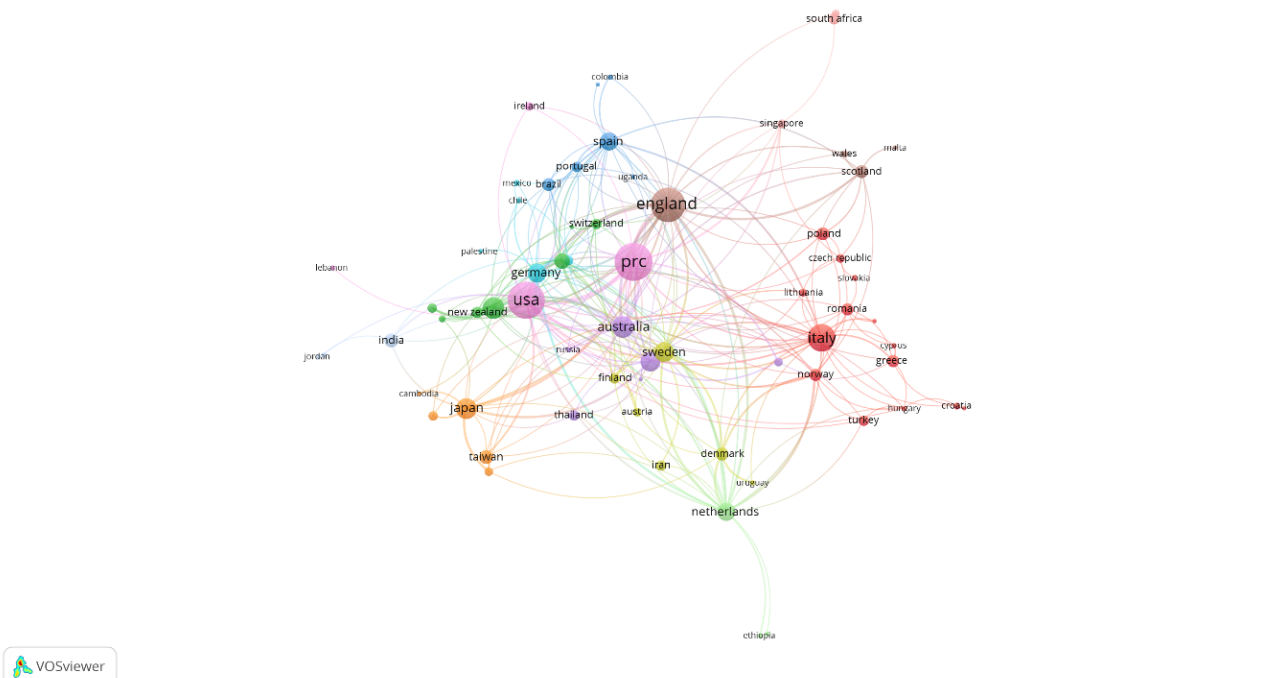 south africa
colombia
ireland
singapore
spain
wales
malta
portugal
scotland
uganda
mexico
brazil
chile
england
switzerland
poland
palestine
czech republic
prc
lebanon
germany
slovakia
lithuania
usa
new zealand
romania
australia
india
italy
cyprus
russia
sweden
jordan
greece
norway
finland
cambodia
japan
croatia
hungary
thailand
austria
turkey
denmark
taiwan
iran
uruguay
netherlands
ethiopia
VOSviewer